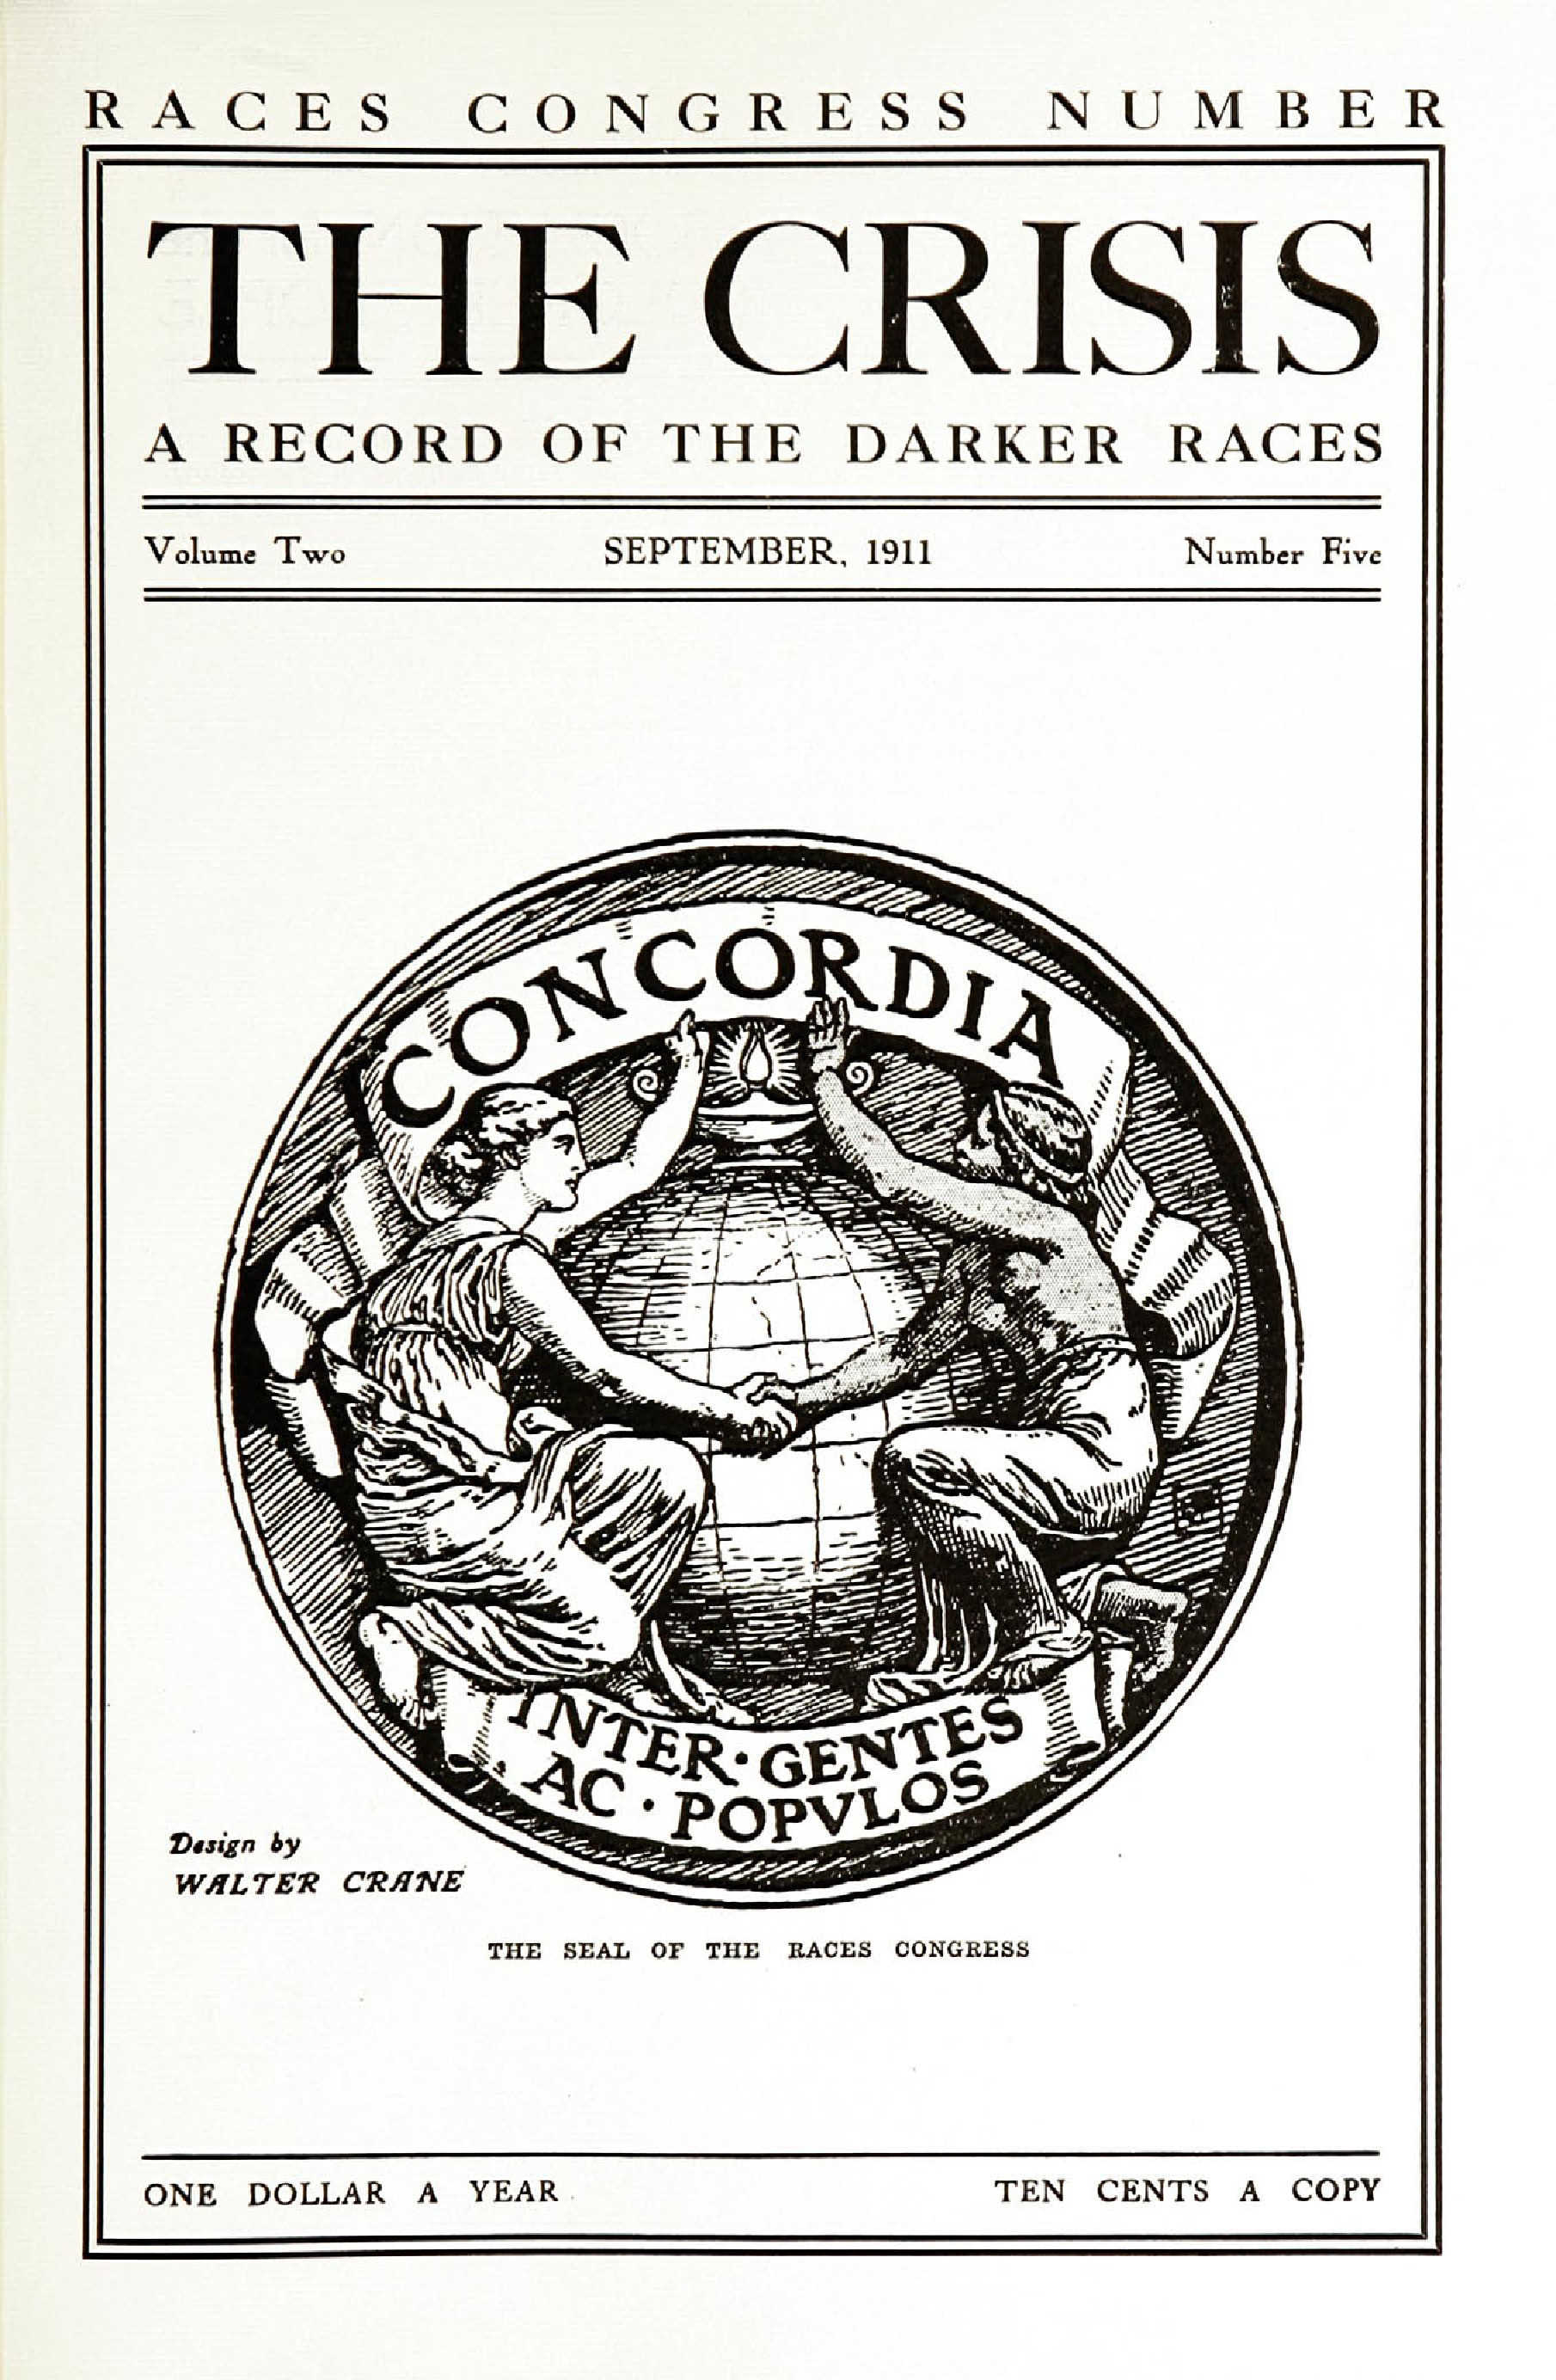 RACES CONGRESS NUMBER
THE CRISIS
A RECORD OF THE DARKER RACES
Volume Two SEPTEMBER, 1911 Number Five
CONCORDIA
INTER·GENTES
AC·POPVLOS
Design by
WALTER CRANE
THE SEAL OF THE RACES CONGRESS
ONE DOLLAR A YEAR TEN CENTS A COPY